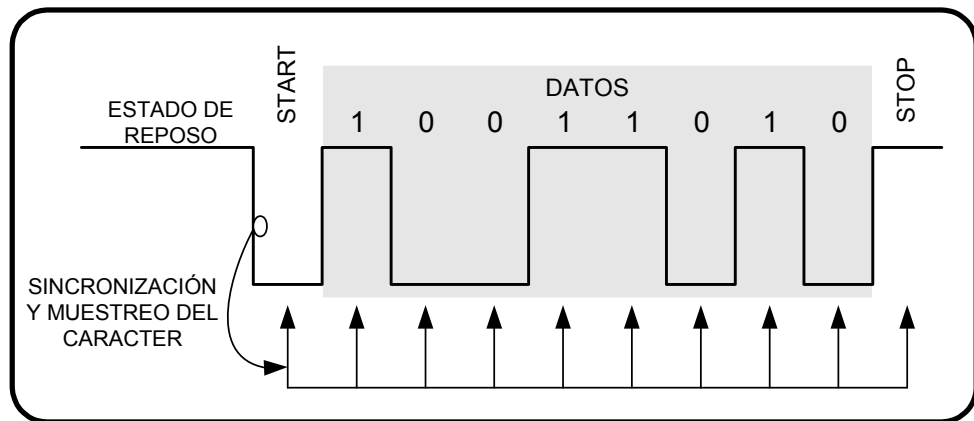 START
DATOS
STOP
ESTADO DE
REPOSO
1 0 0 1 1 0 1 0
SINCRONIZACIÓN
Y MUESTREO DEL
CARACTER